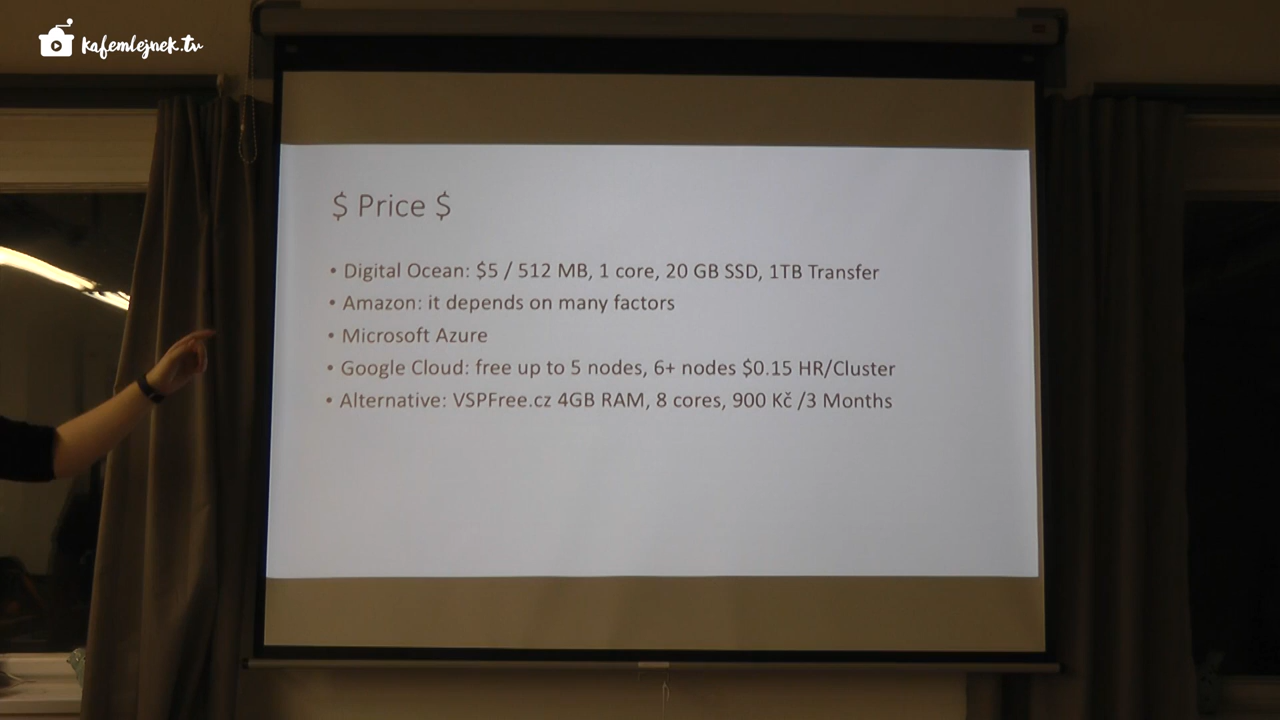 kafemlejnek.tv
$ Price $
• Digital Ocean: $5 / 512 MB, 1 core, 20 GB SSD, 1TB Transfer
• Amazon: it depends on many factors
• Microsoft Azure
• Google Cloud: free up to 5 nodes, 6+ nodes $0.15 HR/Cluster
• Alternative: VSPFree.cz 4GB RAM, 8 cores, 900 Kč /3 Months